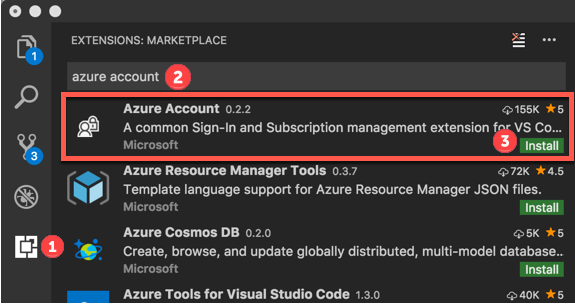 EXTENSIONS: MARKETPLACE
1
azure account 2
Azure Account 0.2.2 155K ★5
A common Sign-In and Subscription management extension for VS Co...
Microsoft 3 Install
3
Azure Resource Manager Tools 0.3.7 72K ★4.5
Template language support for Azure Resource Manager JSON files.
Microsoft Install
1
Azure Cosmos DB 0.2.0 5K ★5
Create, browse, and update globally distributed, multi-model database...
Microsoft Install
Azure Tools for Visual Studio Code 1.3.0 40K ★5